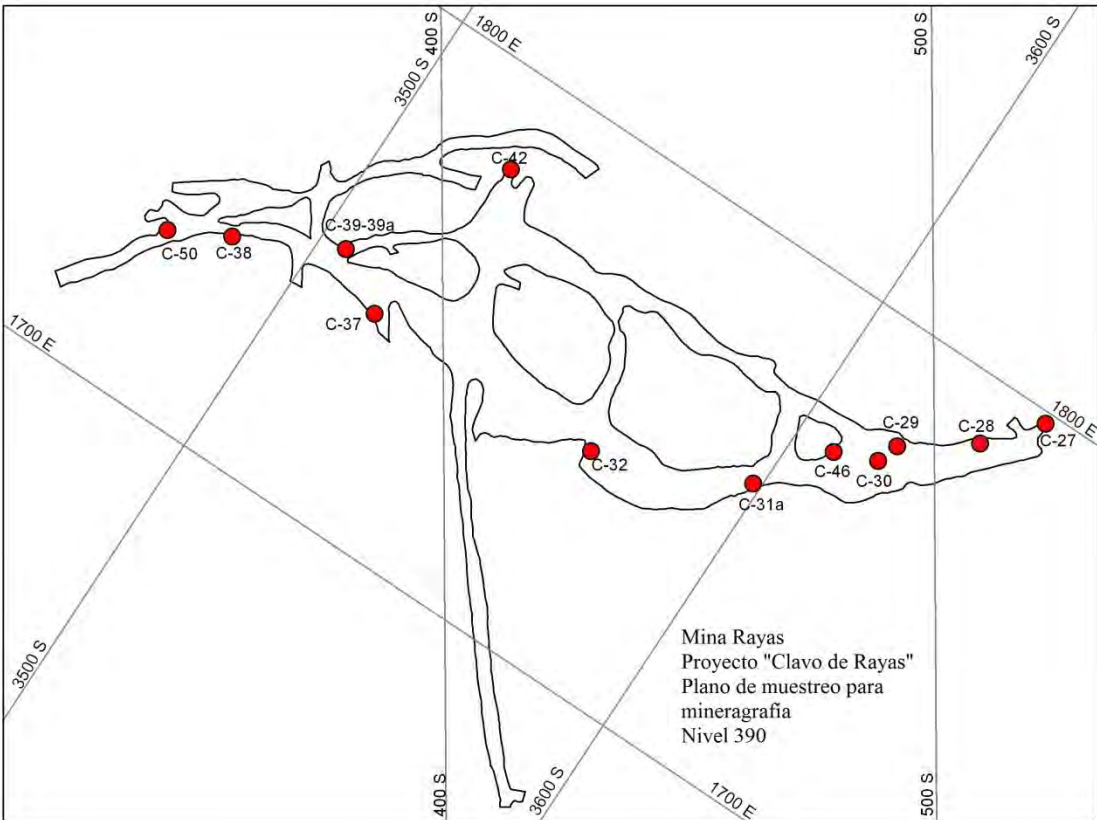 1800 E
400 S
3500 S
500 S
3600 S
C-42
C-39-39a
C-50
C-38
C-37
1700 E
1800 E
C-29
C-28
C-27
C-32
C-46
C-30
C-31a
3500 S
Mina Rayas
Proyecto "Clavo de Rayas"
Plano de muestreo para
mineragrafía
Nivel 390
400 S
3600 S
1700 E
500 S